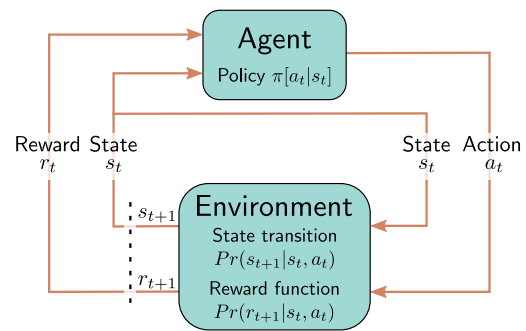 Agent
Policy π[a_t|s_t]
Reward State
r_t s_t
State Action
s_t a_t
s_{t+1}
r_{t+1}
Environment
State transition
Pr(s_{t+1}|s_t, a_t)
Reward function
Pr(r_{t+1}|s_t, a_t)